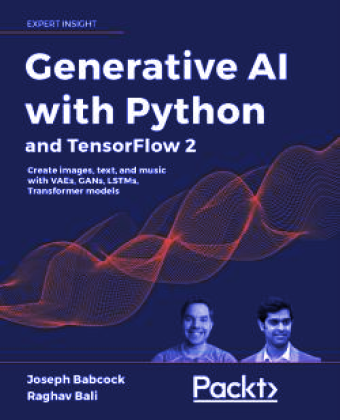 EXPERT INSIGHT
Generative AI
with Python
and TensorFlow 2
Create images, text, and music
with VAEs, GANs, LSTMs,
Transformer models
Joseph Babcock
Raghav Bali
Packt>